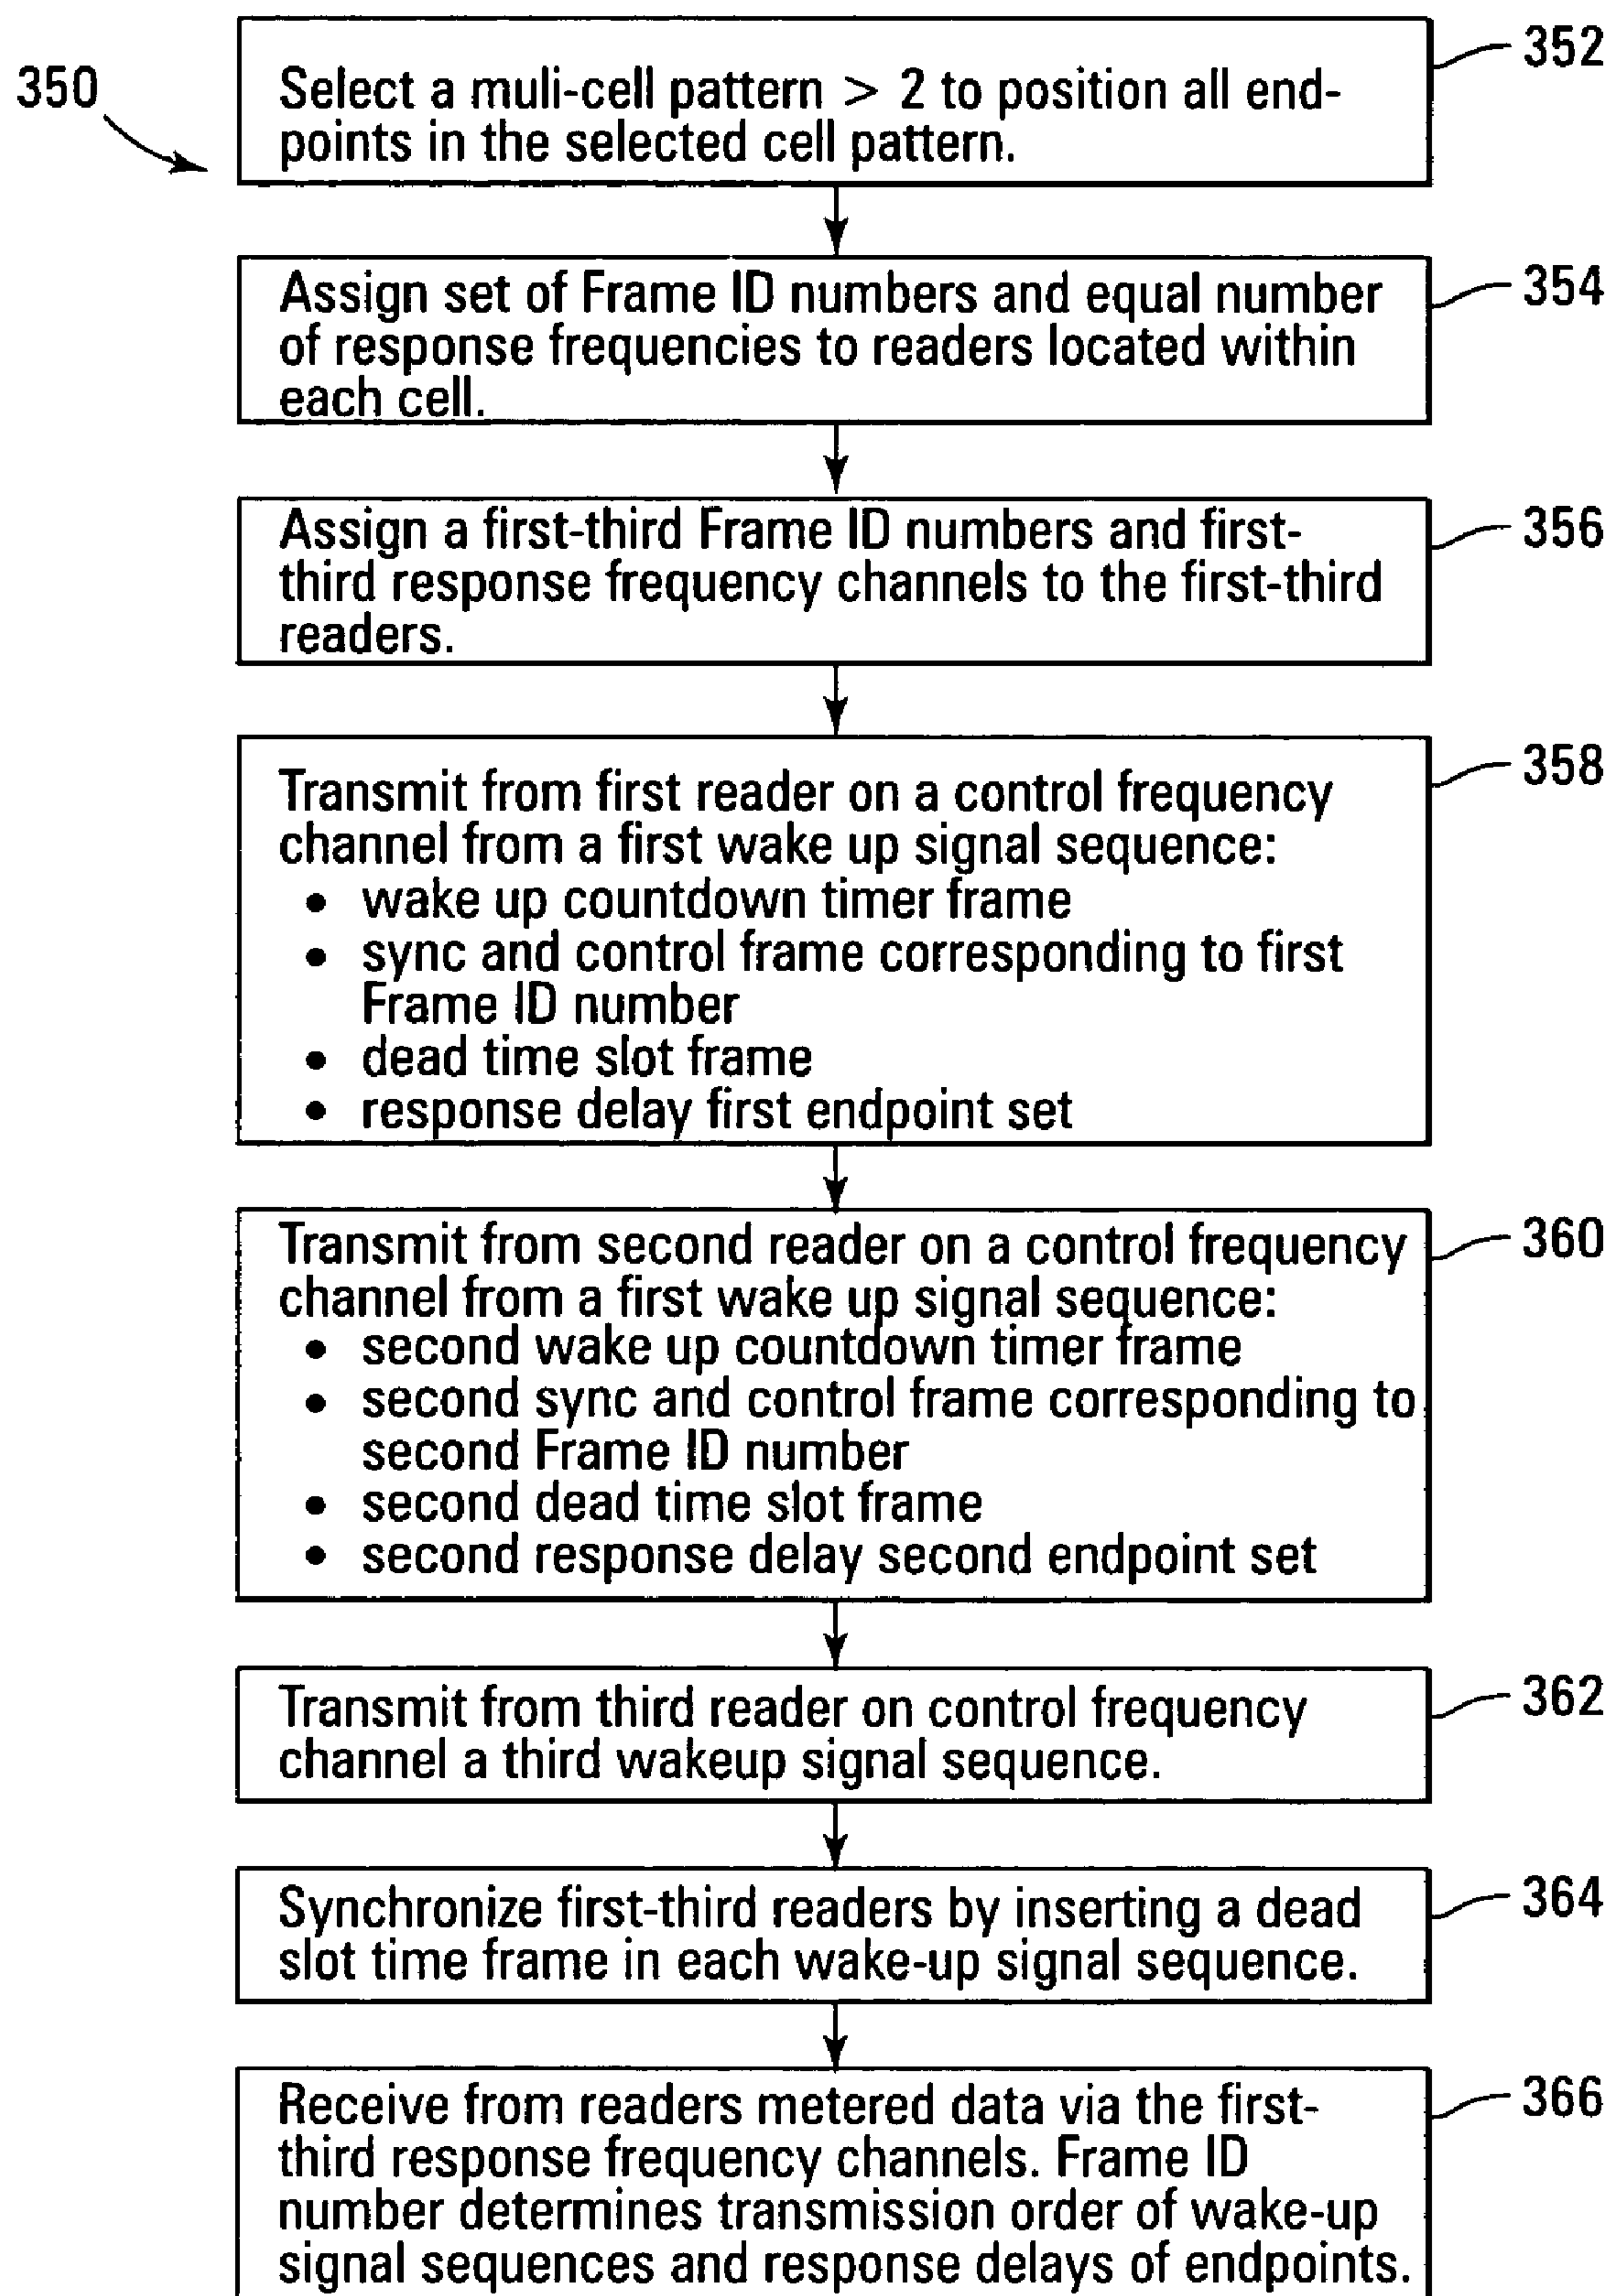 350
352
Select a muli-cell pattern > 2 to position all end-
points in the selected cell pattern.
354
Assign set of Frame ID numbers and equal number
of response frequencies to readers located within
each cell.
356
Assign a first-third Frame ID numbers and first-
third response frequency channels to the first-third
readers.
358
Transmit from first reader on a control frequency
channel from a first wake up signal sequence:
• wake up countdown timer frame
• sync and control frame corresponding to first
Frame ID number
• dead time slot frame
• response delay first endpoint set
360
Transmit from second reader on a control frequency
channel from a first wake up signal sequence:
• second wake up countdown timer frame
• second sync and control frame corresponding to
second Frame ID number
• second dead time slot frame
• second response delay second endpoint set
362
Transmit from third reader on control frequency
channel a third wakeup signal sequence.
364
Synchronize first-third readers by inserting a dead
slot time frame in each wake-up signal sequence.
366
Receive from readers metered data via the first-
third response frequency channels. Frame ID
number determines transmission order of wake-up
signal sequences and response delays of endpoints.